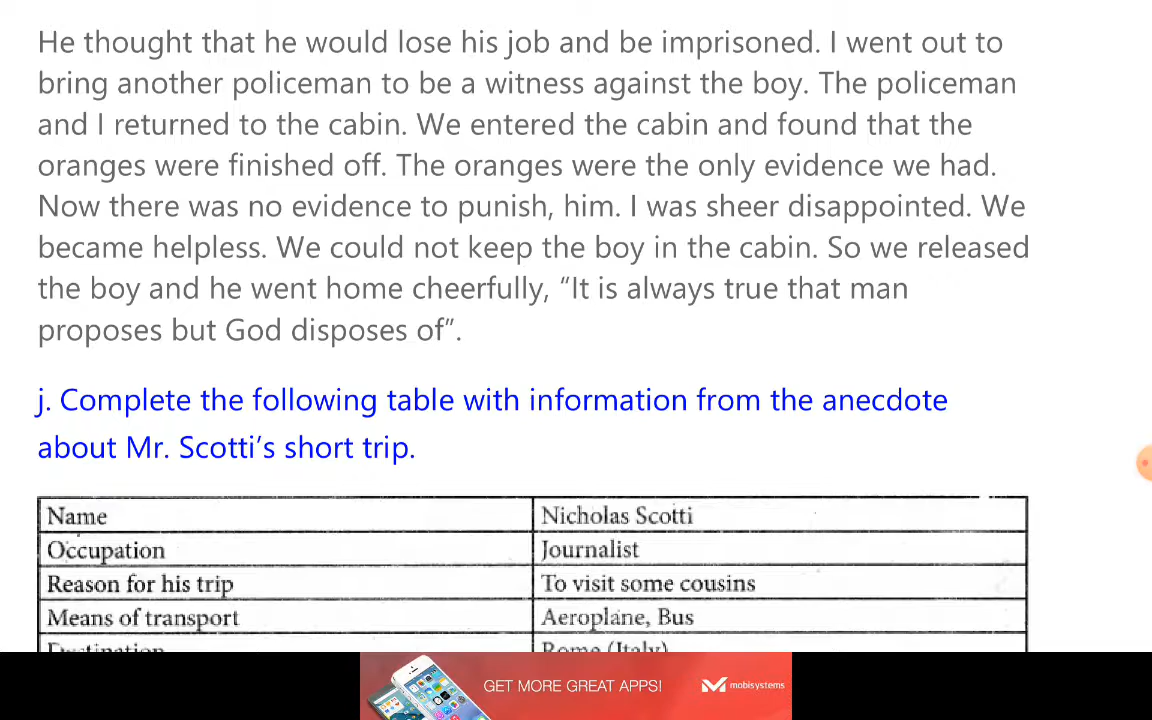 He thought that he would lose his job and be imprisoned. I went out to
bring another policeman to be a witness against the boy. The policeman
and I returned to the cabin. We entered the cabin and found that the
oranges were finished off. The oranges were the only evidence we had.
Now there was no evidence to punish, him. I was sheer disappointed. We
became helpless. We could not keep the boy in the cabin. So we released
the boy and he went home cheerfully, “It is always true that man
proposes but God disposes of”.
j. Complete the following table with information from the anecdote
about Mr. Scotti’s short trip.
Name Nicholas Scotti
Occupation Journalist
Reason for his trip To visit some cousins
Means of transport Aeroplane, Bus
Destination Rome (Italy)
GET MORE GREAT APPS! mobisystems